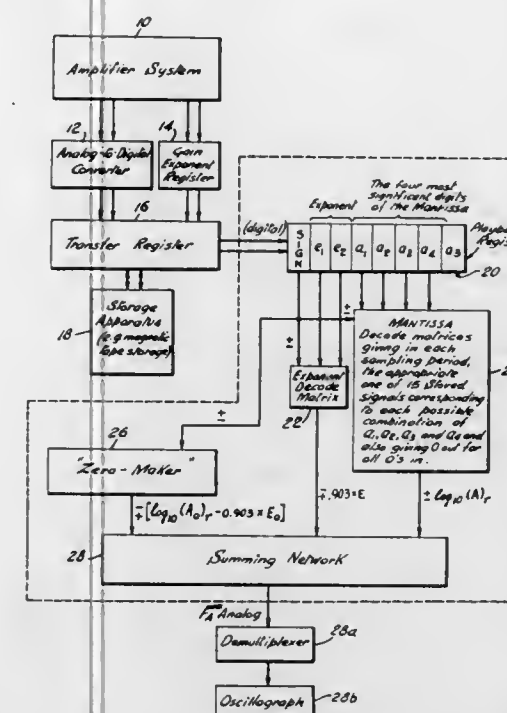 10
Amplifier System
12
14
Analog-to-Digital
Converter
Gain
Exponent
Register
16
Transfer Register
(digital)
The four most
significant digits
of the Mantissa
Exponent
SIGN
e1
e2
a1
a2
a3
a4
a5
20
18
Storage
Apparatus
(e.g. magnetic
Tape storage)
±
±
±
Exponent
Decode
Matrix
22
MANTISSA
Decode matrices
giving in each
sampling period,
the appropriate
one of 15 stored
signals corresponding
to each possible
combination of
a1, a2, a3 and a4 and
also giving 0 out for
all 0's in.
26
"Zero-Maker"
∓[log10 (A0)r − 0.903 × E0]
∓.903×E
± log10(A)r
28
Summing Network
FA Analog
Demultiplexer
28a
Oscillograph
28b